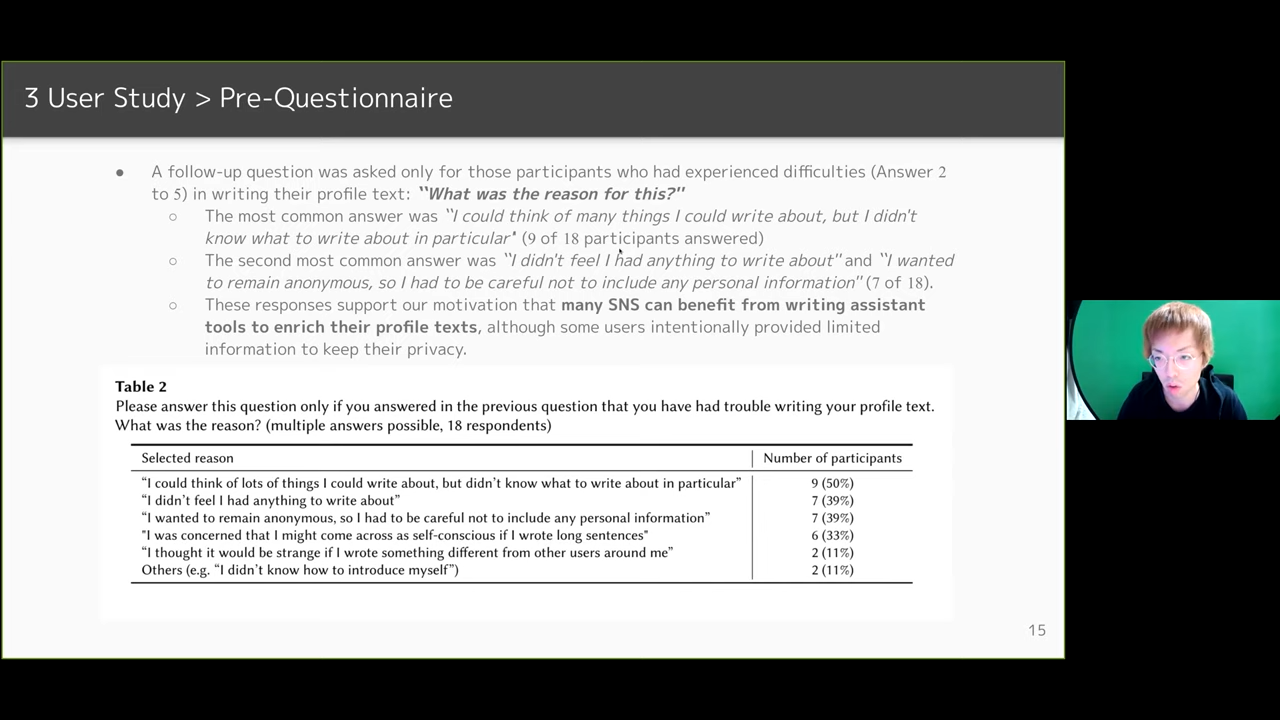 3 User Study > Pre-Questionnaire
● A follow-up question was asked only for those participants who had experienced difficulties (Answer 2
to 5) in writing their profile text: ``What was the reason for this?"
○ The most common answer was ``I could think of many things I could write about, but I didn't
know what to write about in particular" (9 of 18 participants answered)
○ The second most common answer was ``I didn't feel I had anything to write about" and ``I wanted
to remain anonymous, so I had to be careful not to include any personal information" (7 of 18).
○ These responses support our motivation that many SNS can benefit from writing assistant
tools to enrich their profile texts, although some users intentionally provided limited
information to keep their privacy.
Table 2
Please answer this question only if you answered in the previous question that you have had trouble writing your profile text.
What was the reason? (multiple answers possible, 18 respondents)
Selected reason Number of participants
“I could think of lots of things I could write about, but didn’t know what to write about in particular” 9 (50%)
“I didn’t feel I had anything to write about” 7 (39%)
“I wanted to remain anonymous, so I had to be careful not to include any personal information” 7 (39%)
"I was concerned that I might come across as self-conscious if I wrote long sentences" 6 (33%)
“I thought it would be strange if I wrote something different from other users around me” 2 (11%)
Others (e.g. “I didn’t know how to introduce myself”) 2 (11%)
15